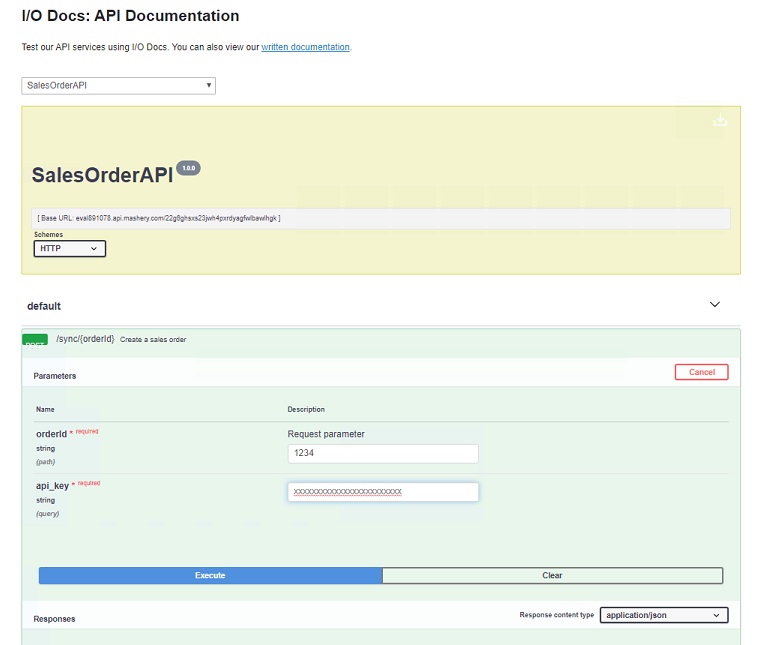 I/O Docs: API Documentation
Test our API services using I/O Docs. You can also view our written documentation.
SalesOrderAPI
SalesOrderAPI 1.0.0
[ Base URL: eval891078.api.mashery.com/22g8ghsxs23jwh4pxrdyagfwlbawlhgk ]
Schemes
HTTP
default
POST /sync/{orderId} Create a sales order
Parameters Cancel
Name Description
orderId * required Request parameter
string 1234
(path)
api_key * required
string xxxxxxxxxxxxxxxxxxxxxxxx
(query)
Execute Clear
Responses Response content type application/json